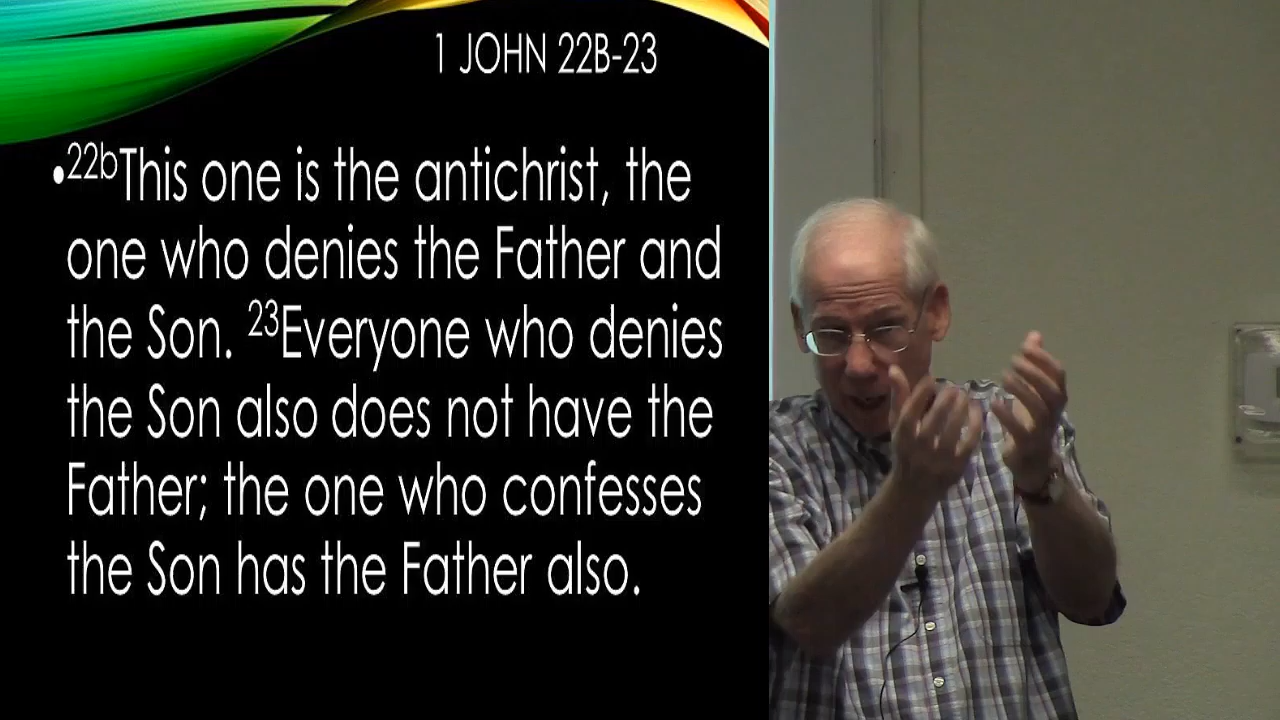 1 JOHN 22B-23
•22bThis one is the antichrist, the
one who denies the Father and
the Son. 23Everyone who denies
the Son also does not have the
Father; the one who confesses
the Son has the Father also.